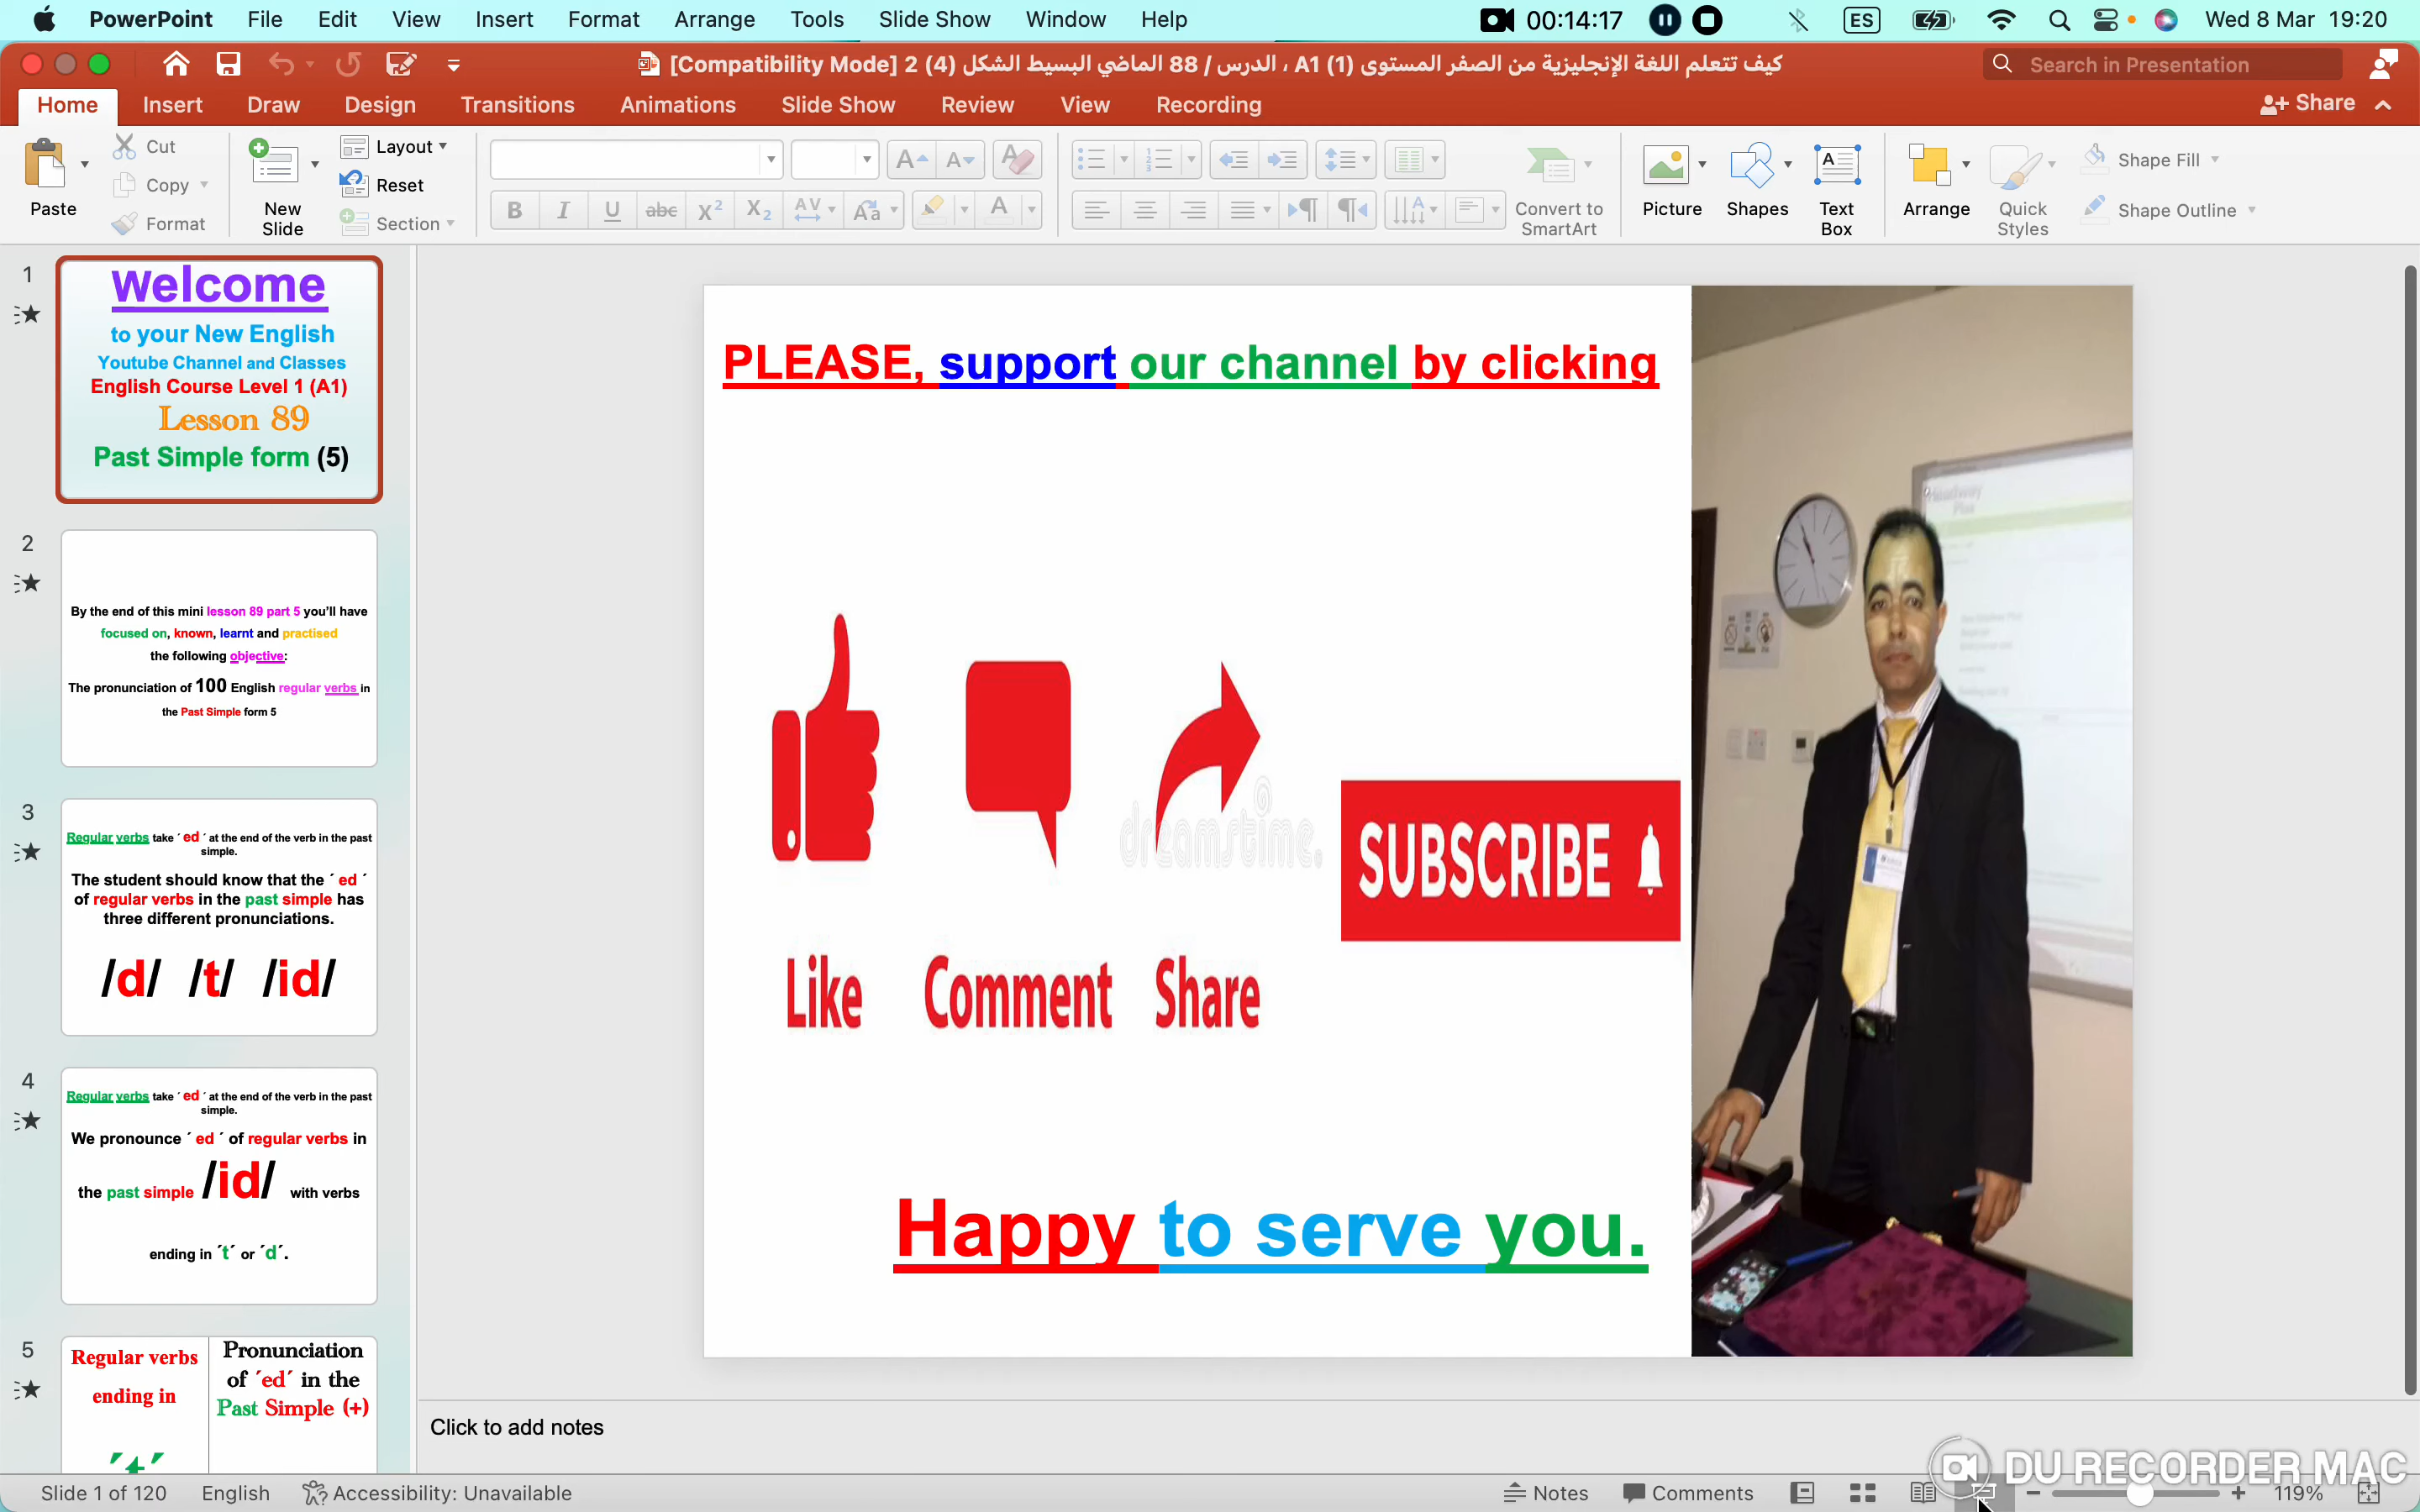 PowerPoint File Edit View Insert Format Arrange Tools Slide Show Window Help 00:14:17 ES Wed 8 Mar 19:20
كيف تتعلم اللغة الإنجليزية من الصفر المستوى A1 (1) ، الدرس / 88 الماضي البسيط الشكل (4) 2 [Compatibility Mode]
Search in Presentation
Home Insert Draw Design Transitions Animations Slide Show Review View Recording Share
Paste Cut Copy Format
New Slide Layout Reset Section
Convert to SmartArt
Picture Shapes Text Box Arrange Quick Styles Shape Fill Shape Outline
1
Welcome
to your New English
Youtube Channel and Classes
English Course Level 1 (A1)
Lesson 89
Past Simple form (5)
2
By the end of this mini lesson 89 part 5 you'll have
focused on, known, learnt and practised
the following objective:
The pronunciation of 100 English regular verbs in
the Past Simple form 5
3
Regular verbs take ´ ed ´ at the end of the verb in the past
simple.
The student should know that the ´ ed ´
of regular verbs in the past simple has
three different pronunciations.
/d/ /t/ /id/
4
Regular verbs take ´ ed ´ at the end of the verb in the past
simple.
We pronounce ´ ed ´ of regular verbs in
the past simple /id/ with verbs
ending in ´t´ or ´d´.
5
Regular verbs
ending in
´t´
Pronunciation
of ´ed´ in the
Past Simple (+)
PLEASE, support our channel by clicking
dreamstime.
SUBSCRIBE
Like Comment Share
Happy to serve you.
Headway
Plus
Click to add notes
DU RECORDER MAC
Slide 1 of 120 English Accessibility: Unavailable Notes Comments 119%